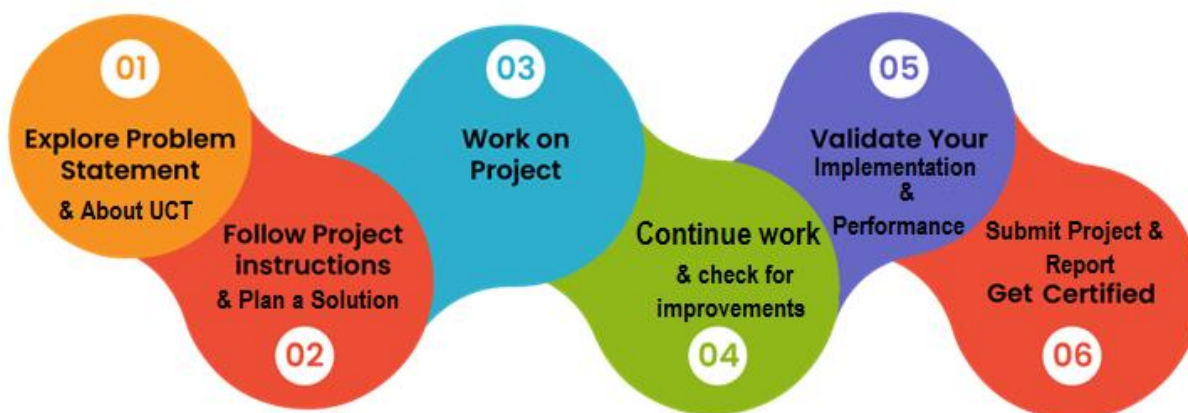 01
Explore Problem
Statement
& About UCT
Follow Project
instructions
& Plan a Solution
02
03
Work on
Project
Continue work
& check for
improvements
04
05
Validate Your
Implementation
&
Performance
Submit Project &
Report
Get Certified
06